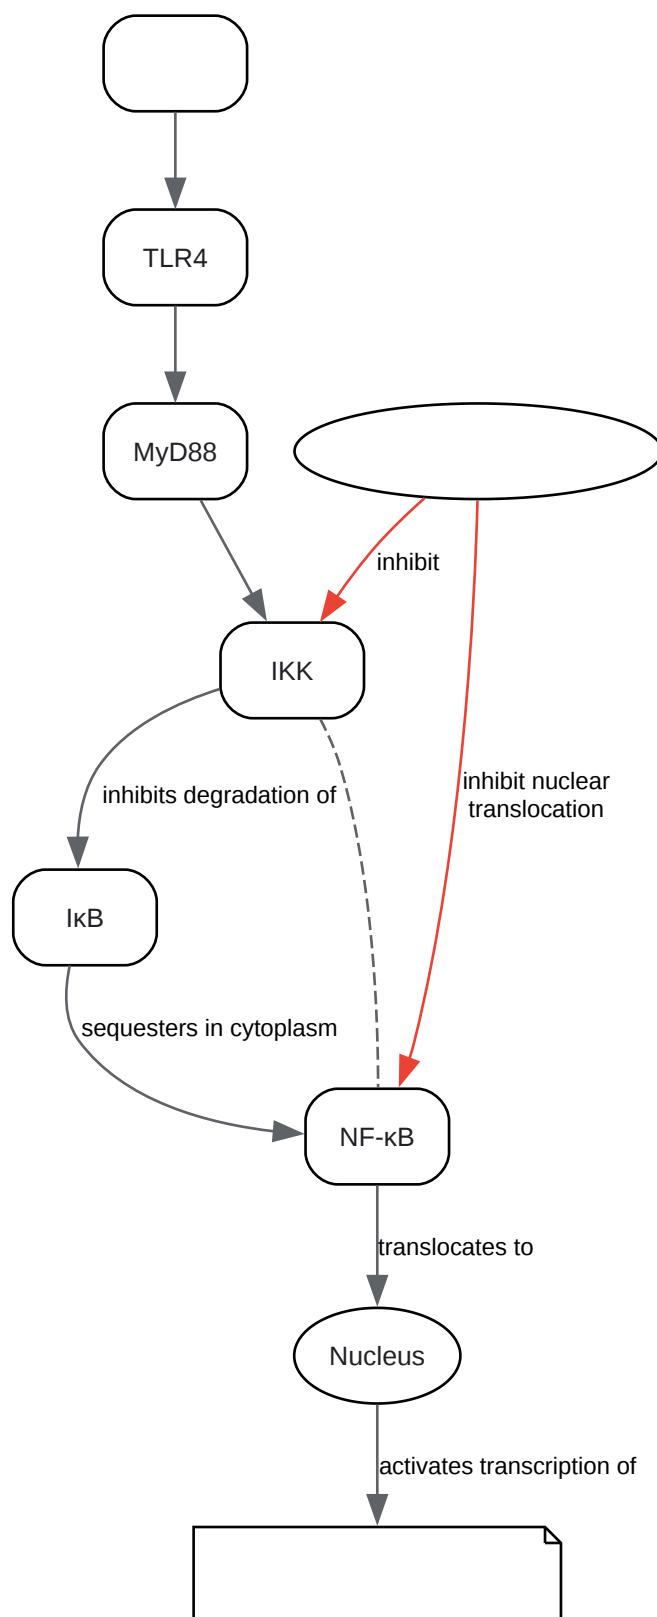 TLR4
MyD88
inhibit
IKK
inhibits degradation of
inhibit nuclear
translocation
IκB
sequesters in cytoplasm
NF-κB
translocates to
Nucleus
activates transcription of